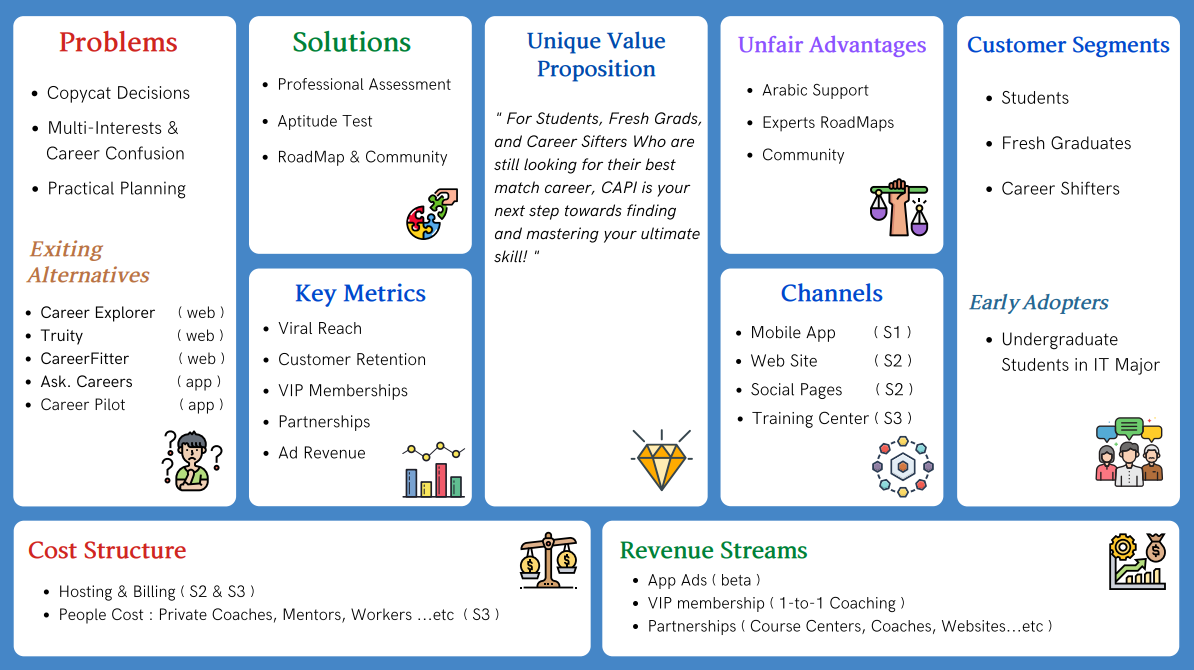 Problems
• Copycat Decisions
• Multi-Interests &
Career Confusion
• Practical Planning
Exiting
Alternatives
• Career Explorer ( web )
• Truity ( web )
• CareerFitter ( web )
• Ask. Careers ( app )
• Career Pilot ( app )
Solutions
• Professional Assessment
• Aptitude Test
• RoadMap & Community
Key Metrics
• Viral Reach
• Customer Retention
• VIP Memberships
• Partnerships
• Ad Revenue
Unique Value
Proposition
" For Students, Fresh Grads,
and Career Sifters Who are
still looking for their best
match career, CAPI is your
next step towards finding
and mastering your ultimate
skill! "
Unfair Advantages
• Arabic Support
• Experts RoadMaps
• Community
Channels
• Mobile App ( S1 )
• Web Site ( S2 )
• Social Pages ( S2 )
• Training Center ( S3 )
Customer Segments
• Students
• Fresh Graduates
• Career Shifters
Early Adopters
• Undergraduate
Students in IT Major
Cost Structure
• Hosting & Billing ( S2 & S3 )
• People Cost : Private Coaches, Mentors, Workers ...etc ( S3 )
Revenue Streams
• App Ads ( beta )
• VIP membership ( 1-to-1 Coaching )
• Partnerships ( Course Centers, Coaches, Websites...etc )